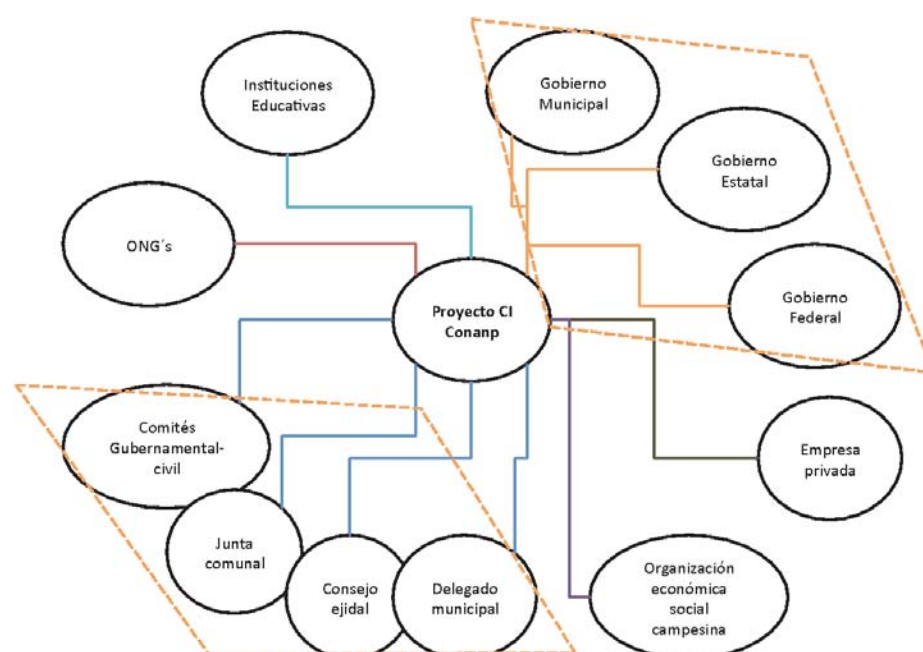 Instituciones
Educativas
Gobierno
Municipal
Gobierno
Estatal
ONG´s
Gobierno
Federal
Proyecto CI
Conanp
Comités
Gubernamental-
civil
Empresa
privada
Junta
comunal
Consejo
ejidal
Delegado
municipal
Organización
económica
social
campesina